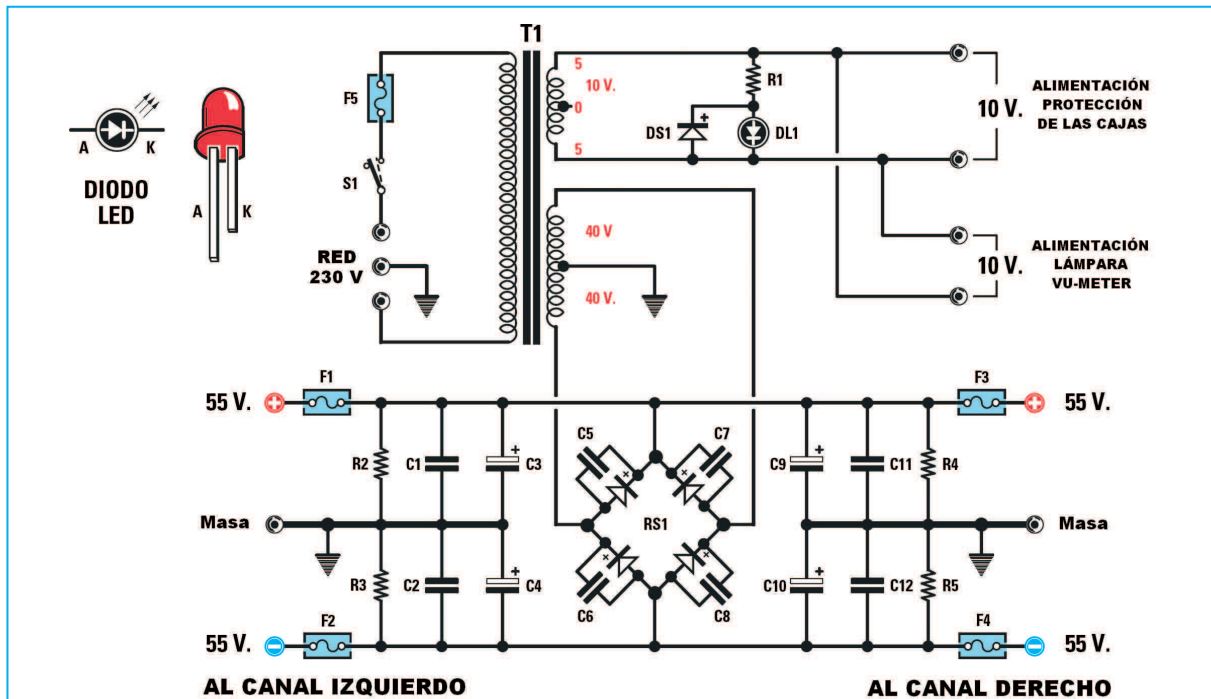 T1
F5
S1
RED
230 V
A
K
DIODO
LED
A
K
5
10 V.
0
5
40 V
40 V.
R1
DS1
+
DL1
10 V.
ALIMENTACIÓN
PROTECCIÓN
DE LAS CAJAS
10 V.
ALIMENTACIÓN
LÁMPARA
VU-METER
55 V.
+
F1
F3
+
55 V.
R2
C1
+
C3
C5
C7
x
x
RS1
+
C9
C11
R4
Masa
Masa
R3
C2
+
C4
x
x
C6
C8
+
C10
C12
R5
55 V.
-
F2
F4
-
55 V.
AL CANAL IZQUIERDO
AL CANAL DERECHO